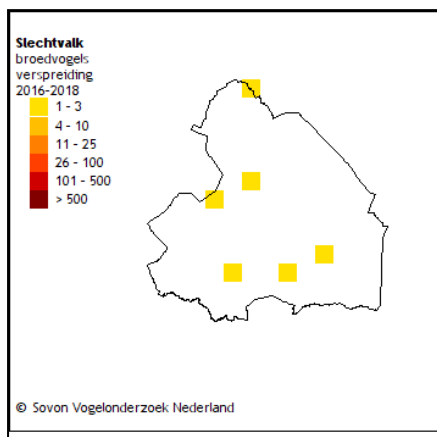 Slechtvalk
broedvogels
verspreiding
2016-2018
1 - 3
4 - 10
11 - 25
26 - 100
101 - 500
> 500
© Sovon Vogelonderzoek Nederland